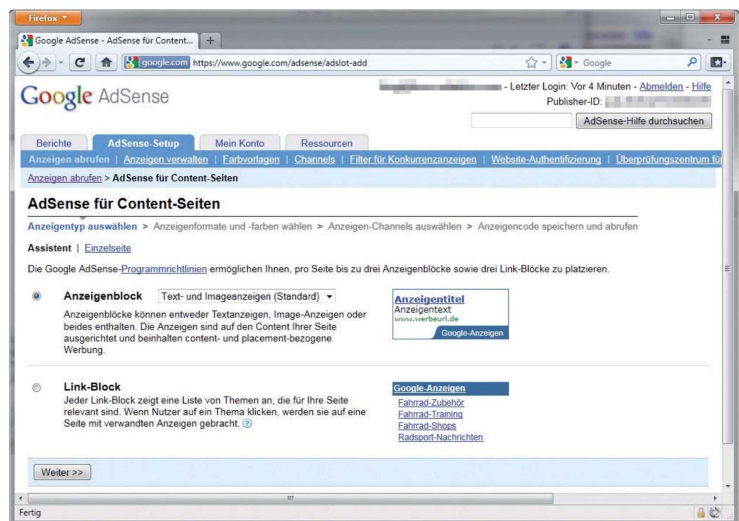 Firefox
Google AdSense - AdSense für Content...
google.com https://www.google.com/adsense/adslot-add
Google
Google AdSense
- Letzter Login: Vor 4 Minuten - Abmelden - Hilfe
Publisher-ID:
AdSense-Hilfe durchsuchen
Berichte AdSense-Setup Mein Konto Ressourcen
Anzeigen abrufen | Anzeigen verwalten | Farbvorlagen | Channels | Filter für Konkurrenzanzeigen | Website-Authentifizierung | Überprüfungszentrum fü
Anzeigen abrufen > AdSense für Content-Seiten
AdSense für Content-Seiten
Anzeigentyp auswählen > Anzeigenformate und -farben wählen > Anzeigen-Channels auswählen > Anzeigencode speichern und abrufen
Assistent | Einzelseite
Die Google AdSense-Programmrichtlinien ermöglichen Ihnen, pro Seite bis zu drei Anzeigenblöcke sowie drei Link-Blöcke zu platzieren.
Anzeigenblock Text- und Imageanzeigen (Standard)
Anzeigenblöcke können entweder Textanzeigen, Image-Anzeigen oder
beides enthalten. Die Anzeigen sind auf den Content Ihrer Seite
ausgerichtet und beinhalten content- und placement-bezogene
Werbung.
Anzeigentitel
Anzeigentext
www.werbeurl.de
Google-Anzeigen
Link-Block
Jeder Link-Block zeigt eine Liste von Themen an, die für Ihre Seite
relevant sind. Wenn Nutzer auf ein Thema klicken, werden sie auf eine
Seite mit verwandten Anzeigen gebracht. ?
Google-Anzeigen
Fahrrad-Zubehör
Fahrrad-Training
Fahrrad-Shops
Radsport-Nachrichten
Weiter >>
Fertig